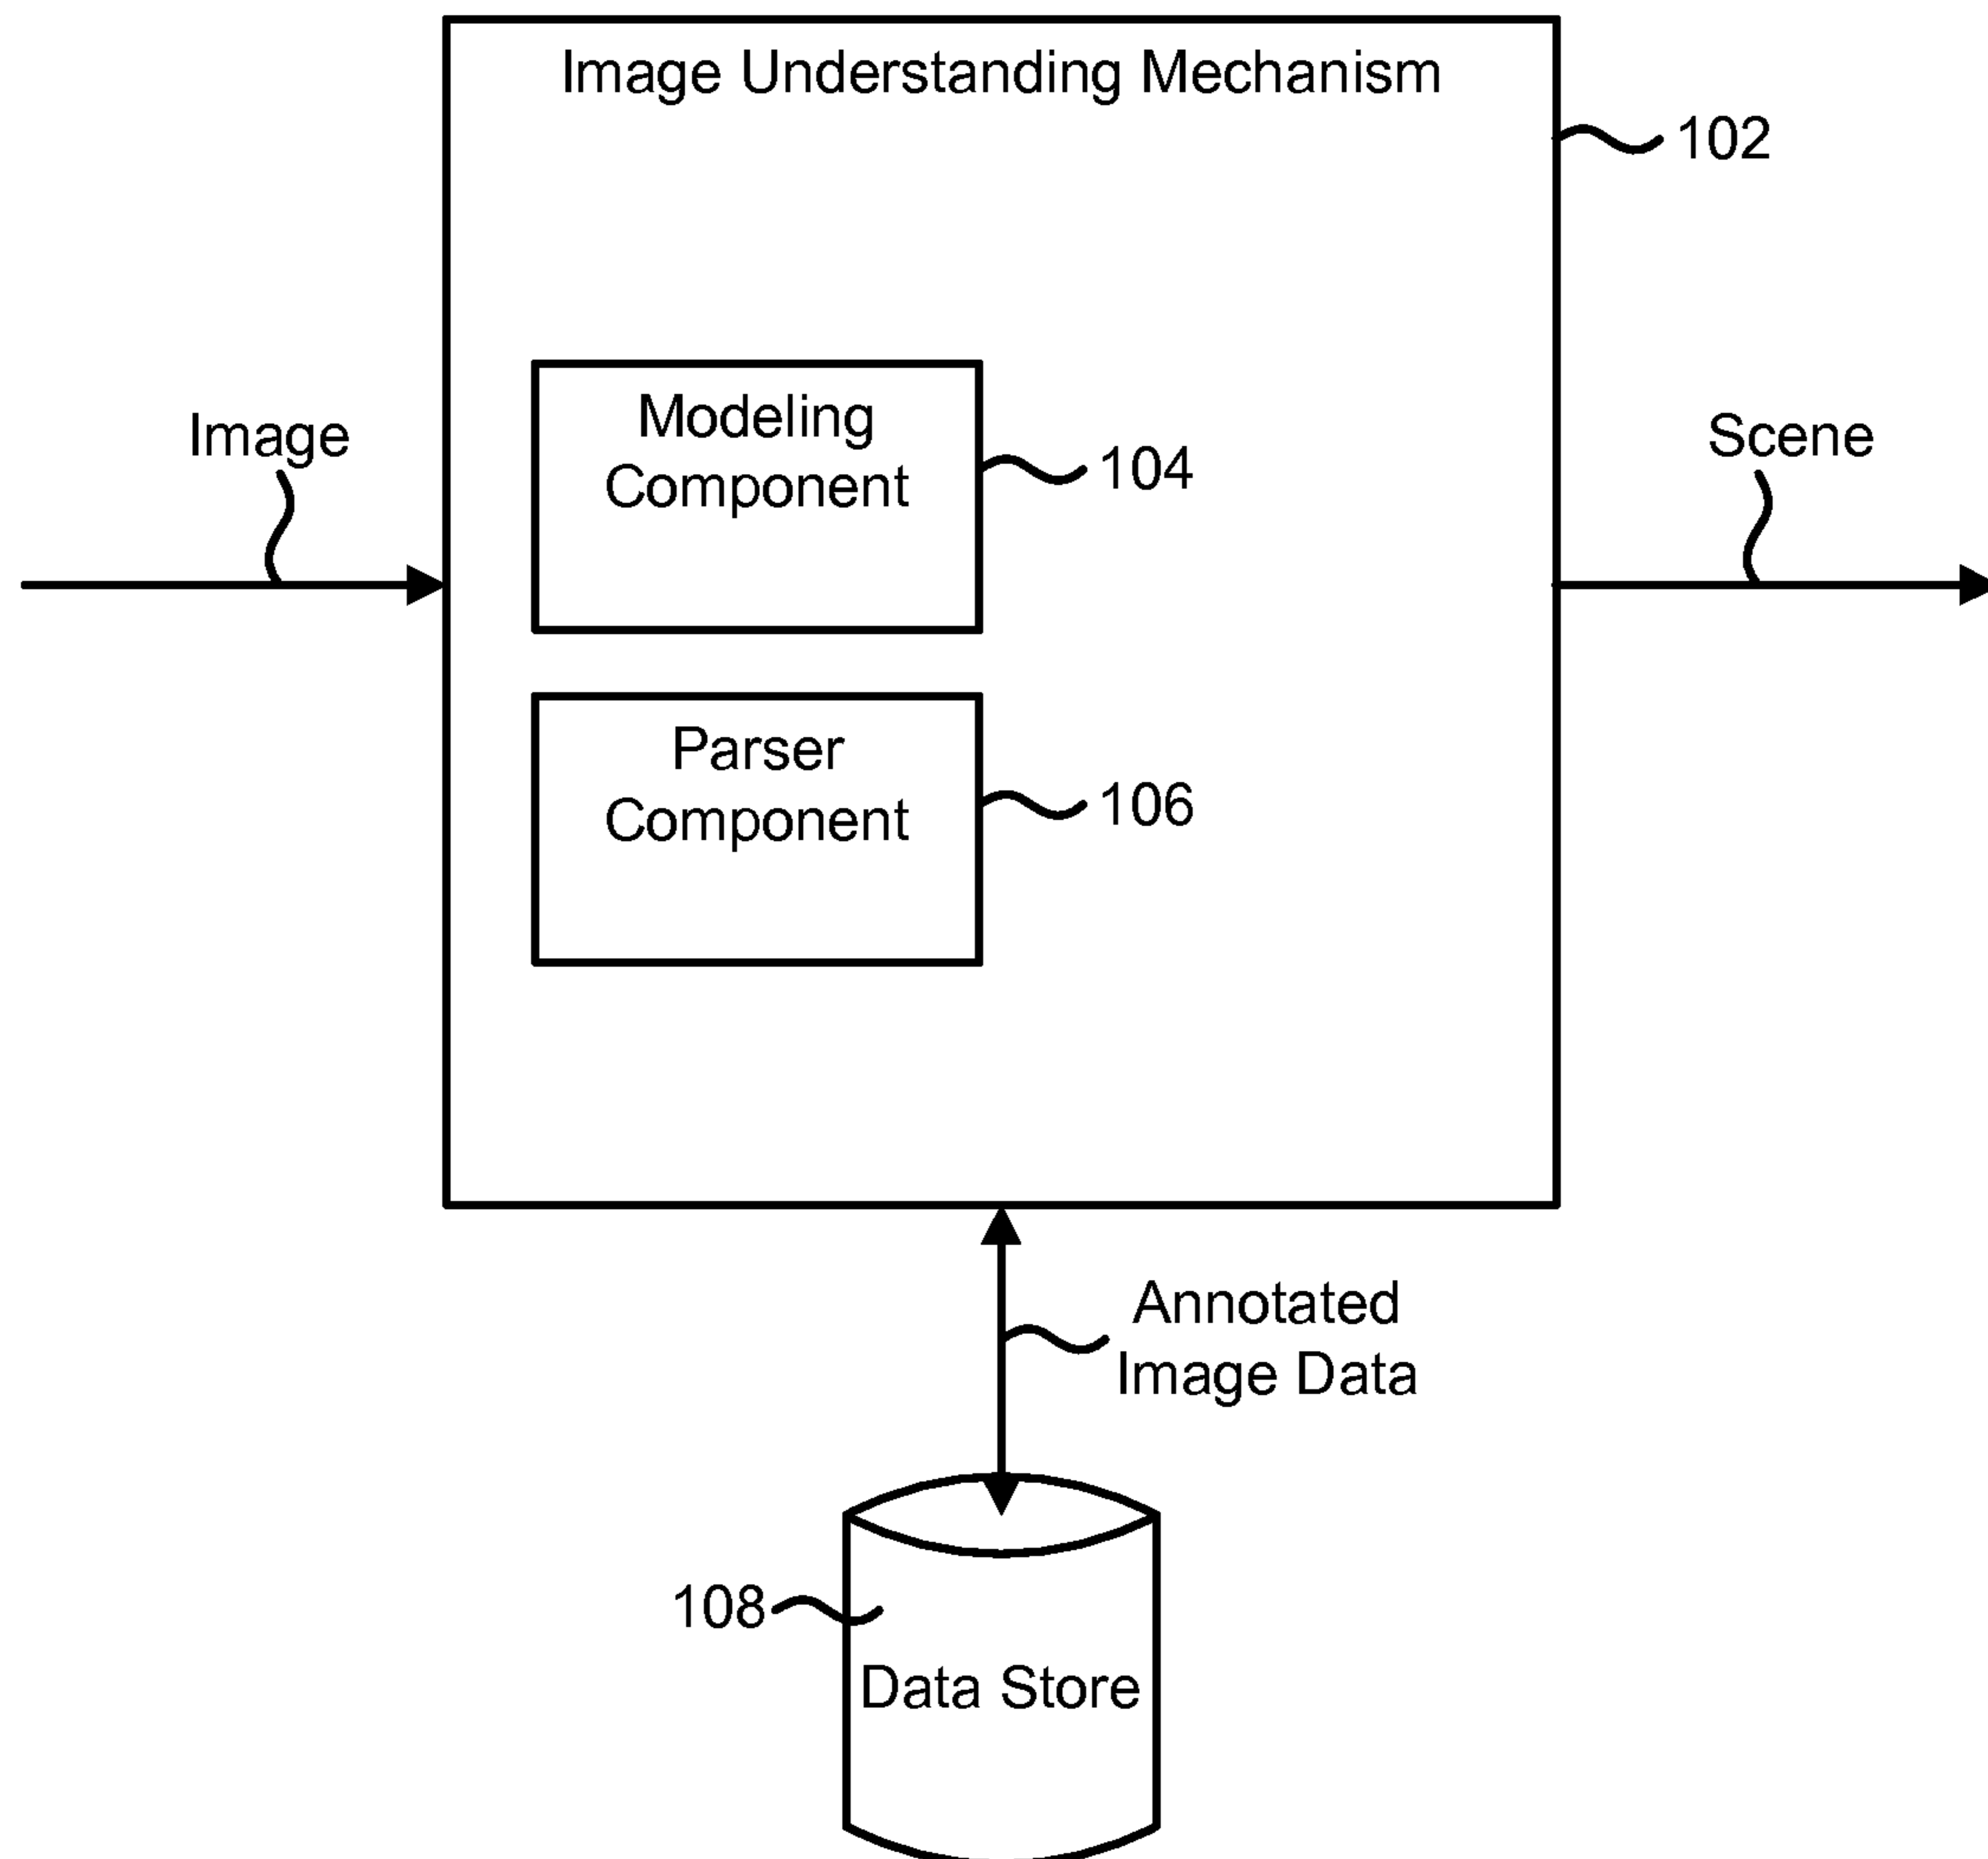 Image Understanding Mechanism
102
Modeling
Component
104
Image
Scene
Parser
Component
106
Annotated
Image Data
108
Data Store